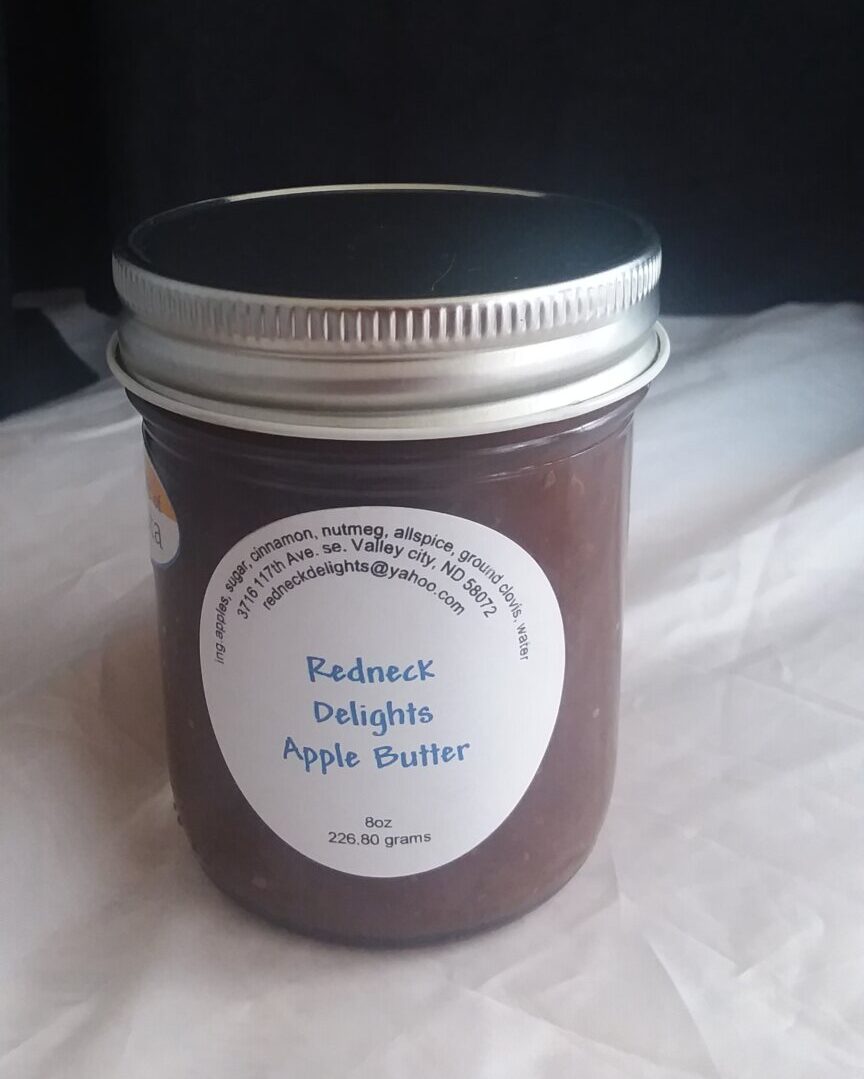 ing.apples, sugar, cinnamon, nutmeg, allspice, ground clovis, water
3716 117th Ave. se. Valley city, ND 58072
redneckdelights@yahoo.com
Redneck
Delights
Apple Butter
8oz
226.80 grams
of